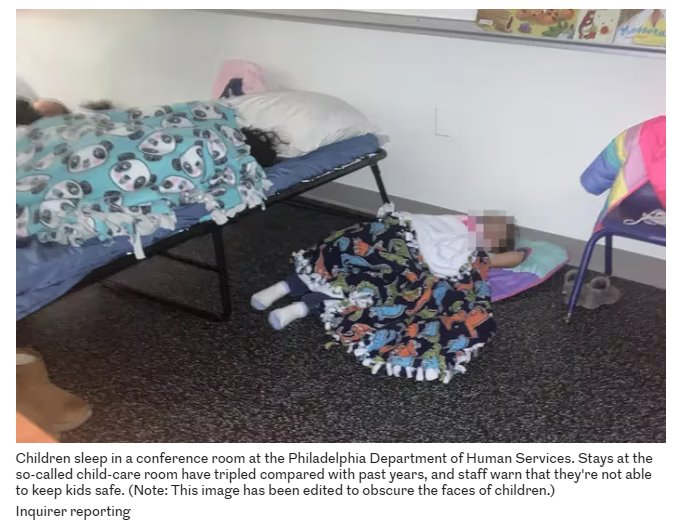 Children sleep in a conference room at the Philadelphia Department of Human Services. Stays at the
so-called child-care room have tripled compared with past years, and staff warn that they're not able
to keep kids safe. (Note: This image has been edited to obscure the faces of children.)
Inquirer reporting